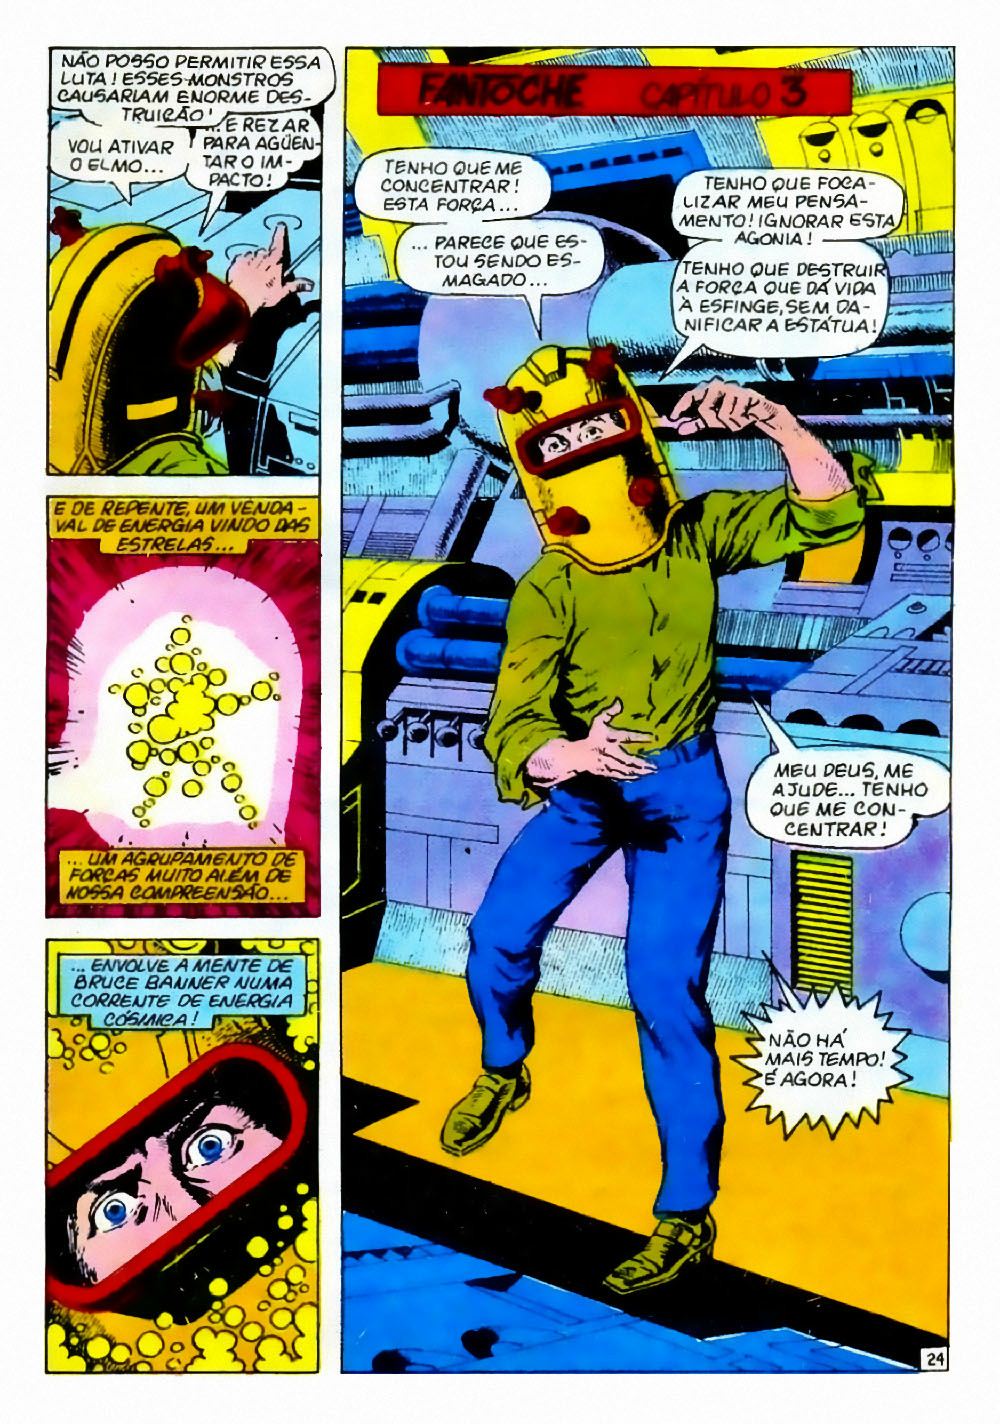 NÃO POSSO PERMITIR ESSA
LUTA! ESSES MONSTROS
CAUSARIAM ENORME DES-
TRUIÇÃO!
VOU ATIVAR
O ELMO...
...E REZAR
PARA AGÜEN-
TAR O IM-
PACTO!
E DE REPENTE, UM VENDA-
VAL DE ENERGIA VINDO DAS
ESTRELAS...
...UM AGRUPAMENTO DE
FORÇAS MUITO ALÉM DE
NOSSA COMPREENSÃO...
...ENVOLVE A MENTE DE
BRUCE BANNER NUMA
CORRENTE DE ENERGIA
CÓSMICA!
FANTOCHE CAPÍTULO 3
TENHO QUE ME
CONCENTRAR!
ESTA FORÇA...
...PARECE QUE ES-
TOU SENDO ES-
MAGADO...
TENHO QUE FOCA-
LIZAR MEU PENSA-
MENTO! IGNORAR ESTA
AGONIA!
TENHO QUE DESTRUIR
A FORÇA QUE DÁ VIDA
À ESFINGE, SEM DA-
NIFICAR A ESTÁTUA!
MEU DEUS, ME
AJUDE... TENHO
QUE ME CON-
CENTRAR!
NÃO HÁ
MAIS TEMPO!
É AGORA!
24